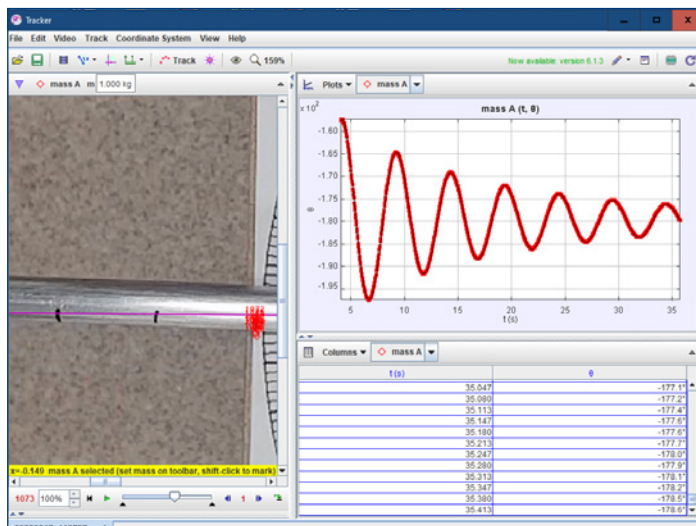 Tracker
File Edit Video Track Coordinate System View Help
Track 159% Now available: version 6.1.3
mass A m 1.000 kg
Plots mass A
x 10²
mass A (t, θ)
-1.60
-1.65
-1.70
-1.75
θ
-1.80
-1.85
-1.90
-1.95
5 10 15 20 25 30 35
t (s)
1073
Columns mass A
t (s) θ
35.047 -177.1°
35.080 -177.2°
35.113 -177.4°
35.147 -177.6°
35.180 -177.6°
35.213 -177.7°
35.247 -178.0°
35.280 -177.9°
35.313 -178.1°
35.347 -178.2°
35.380 -178.5°
35.413 -178.6°
x=-0.149 mass A selected (set mass on toolbar, shift-click to mark)
1073 100% 1